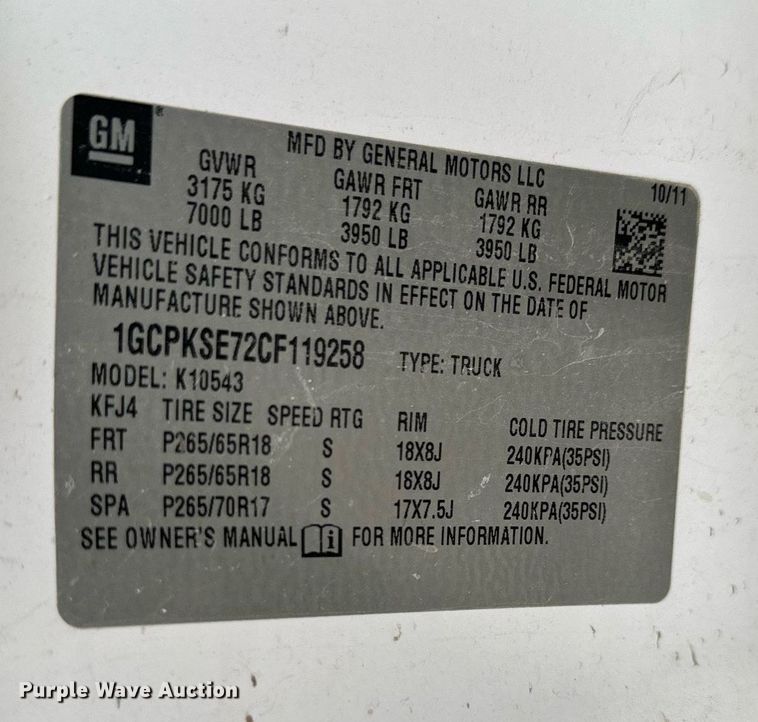 GM
MFD BY GENERAL MOTORS LLC
10/11
GVWR GAWR FRT GAWR RR
3175 KG 1792 KG 1792 KG
7000 LB 3950 LB 3950 LB
THIS VEHICLE CONFORMS TO ALL APPLICABLE U.S. FEDERAL MOTOR
VEHICLE SAFETY STANDARDS IN EFFECT ON THE DATE OF
MANUFACTURE SHOWN ABOVE.
1GCPKSE72CF119258 TYPE: TRUCK
MODEL: K10543
KFJ4 TIRE SIZE SPEED RTG RIM COLD TIRE PRESSURE
FRT P265/65R18 S 18X8J 240KPA(35PSI)
RR P265/65R18 S 18X8J 240KPA(35PSI)
SPA P265/70R17 S 17X7.5J 240KPA(35PSI)
SEE OWNER'S MANUAL i FOR MORE INFORMATION.
Purple Wave Auction